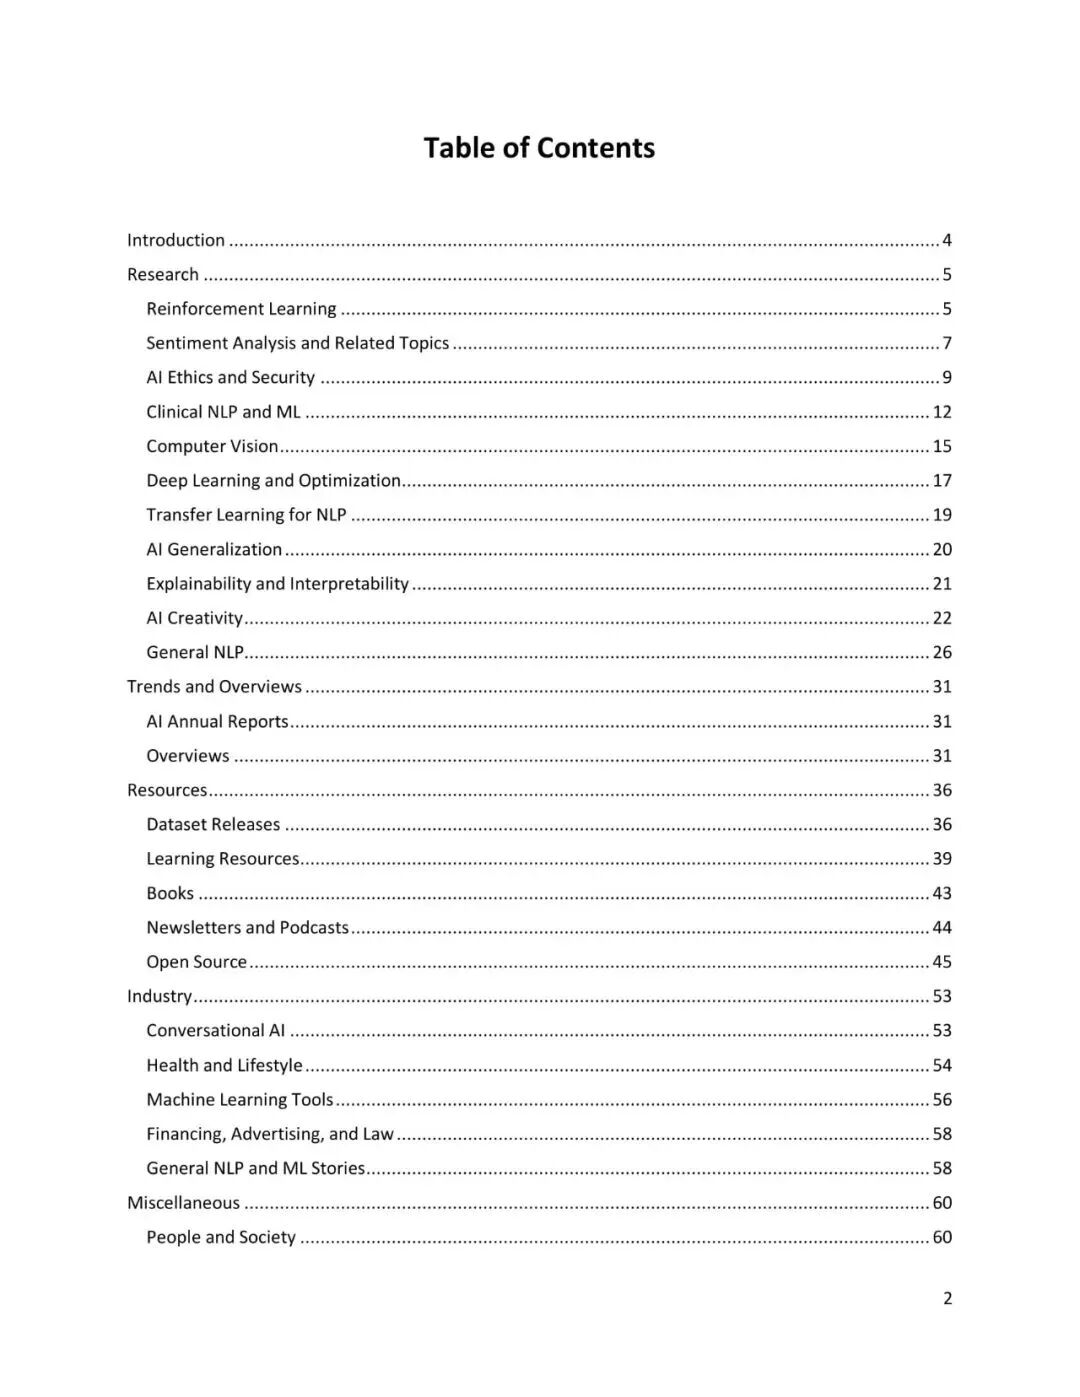 Table of Contents
Introduction ........ 4
Research ........ 5
Reinforcement Learning ........ 5
Sentiment Analysis and Related Topics ........ 7
AI Ethics and Security ........ 9
Clinical NLP and ML ........ 12
Computer Vision ........ 15
Deep Learning and Optimization ........ 17
Transfer Learning for NLP ........ 19
AI Generalization ........ 20
Explainability and Interpretability ........ 21
AI Creativity ........ 22
General NLP ........ 26
Trends and Overviews ........ 31
AI Annual Reports ........ 31
Overviews ........ 31
Resources ........ 36
Dataset Releases ........ 36
Learning Resources ........ 39
Books ........ 43
Newsletters and Podcasts ........ 44
Open Source ........ 45
Industry ........ 53
Conversational AI ........ 53
Health and Lifestyle ........ 54
Machine Learning Tools ........ 56
Financing, Advertising, and Law ........ 58
General NLP and ML Stories ........ 58
Miscellaneous ........ 60
People and Society ........ 60
2